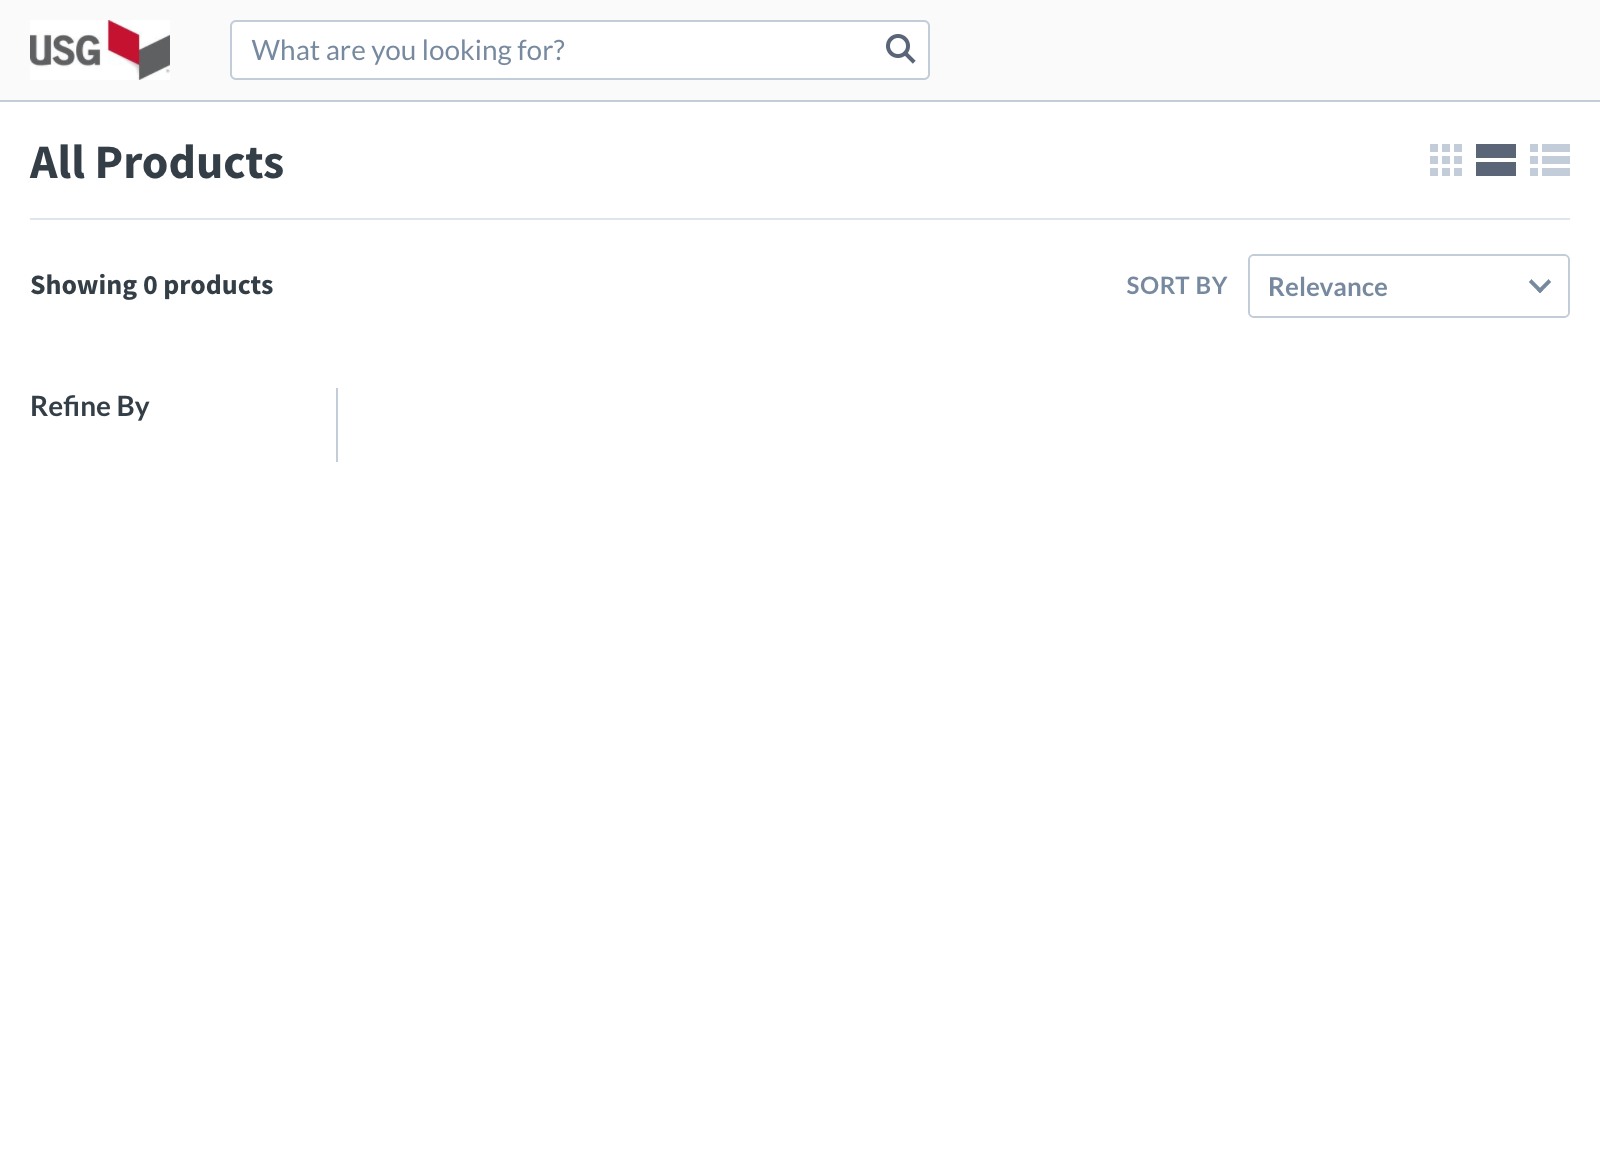 USG
What are you looking for?
All Products
Showing 0 products
SORT BY
Relevance
Refine By